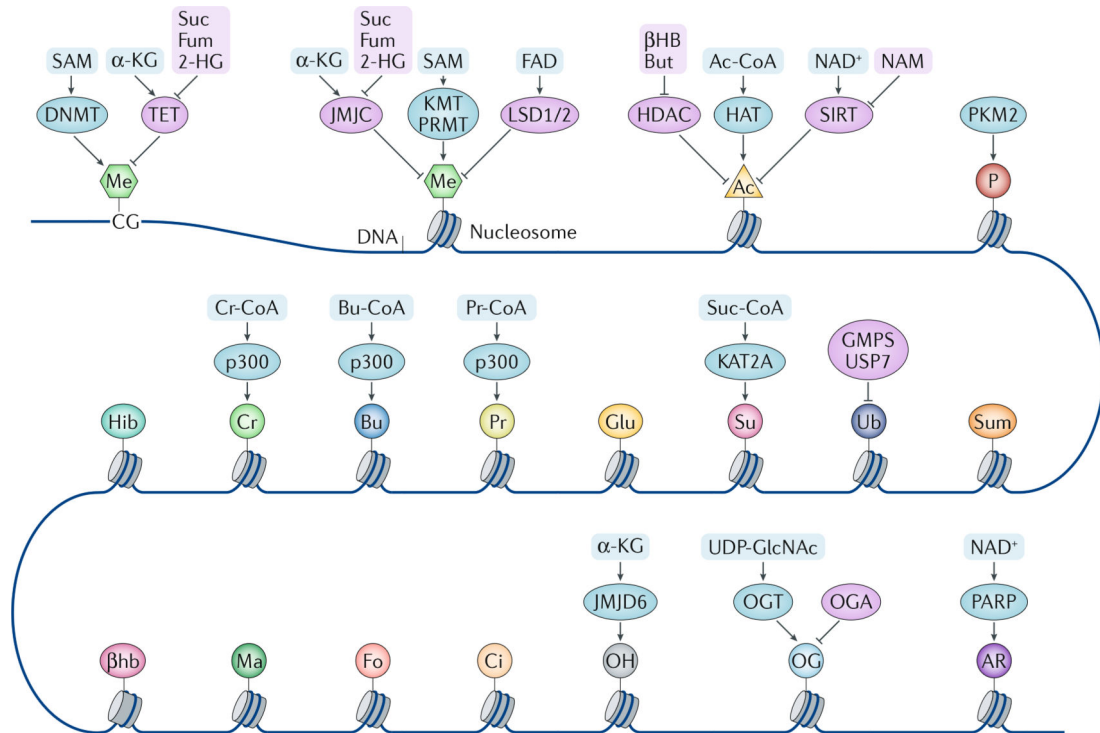 Suc
Fum
2-HG
SAM
α-KG
DNMT
TET
Me
CG
Suc
Fum
2-HG
α-KG
SAM
FAD
JMJC
KMT
PRMT
LSD1/2
Me
DNA
Nucleosome
βHB
But
Ac-CoA
NAD⁺
NAM
HDAC
HAT
SIRT
Ac
PKM2
P
Cr-CoA
Bu-CoA
Pr-CoA
Suc-CoA
p300
p300
p300
KAT2A
GMPS
USP7
Hib
Cr
Bu
Pr
Glu
Su
Ub
Sum
α-KG
UDP-GlcNAc
NAD⁺
JMJD6
OGT
OGA
PARP
βhb
Ma
Fo
Ci
OH
OG
AR